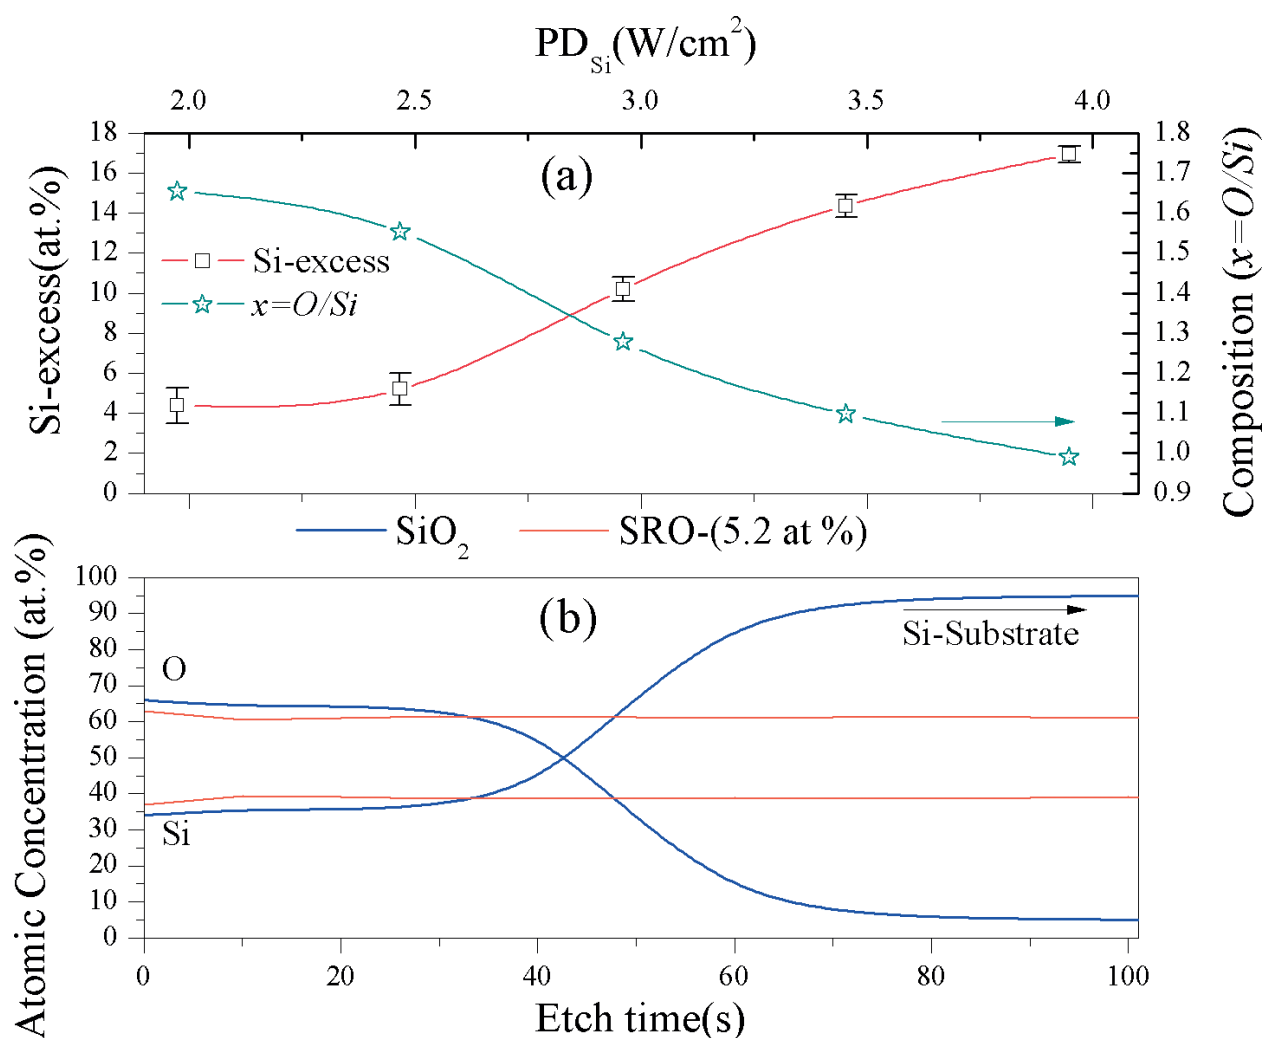 PD_Si(W/cm²)
2.0 2.5 3.0 3.5 4.0
Si-excess(at.%)
18
16
14
12
10
8
6
4
2
0
(a)
Si-excess
x=O/Si
1.8
1.7
1.6
1.5
1.4
1.3
1.2
1.1
1.0
0.9
Composition (x=O/Si)
SiO₂ SRO-(5.2 at %)
Atomic Concentration (at.%)
100
90
80
70
60
50
40
30
20
10
0
(b)
Si-Substrate
O
Si
0 20 40 60 80 100
Etch time(s)